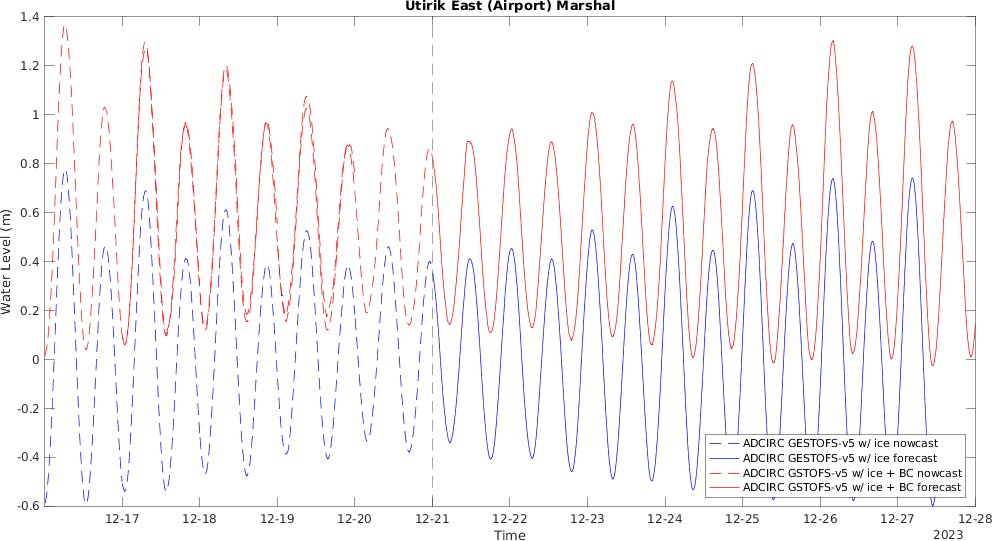 Utirik East (Airport) Marshal
Water Level (m)
1.4
1.2
1
0.8
0.6
0.4
0.2
0
-0.2
-0.4
-0.6
ADCIRC GESTOFS-v5 w/ ice nowcast
ADCIRC GESTOFS-v5 w/ ice forecast
ADCIRC GSTOFS-v5 w/ ice + BC nowcast
ADCIRC GSTOFS-v5 w/ ice + BC forecast
12-17 12-18 12-19 12-20 12-21 12-22 12-23 12-24 12-25 12-26 12-27 12-28
Time
2023